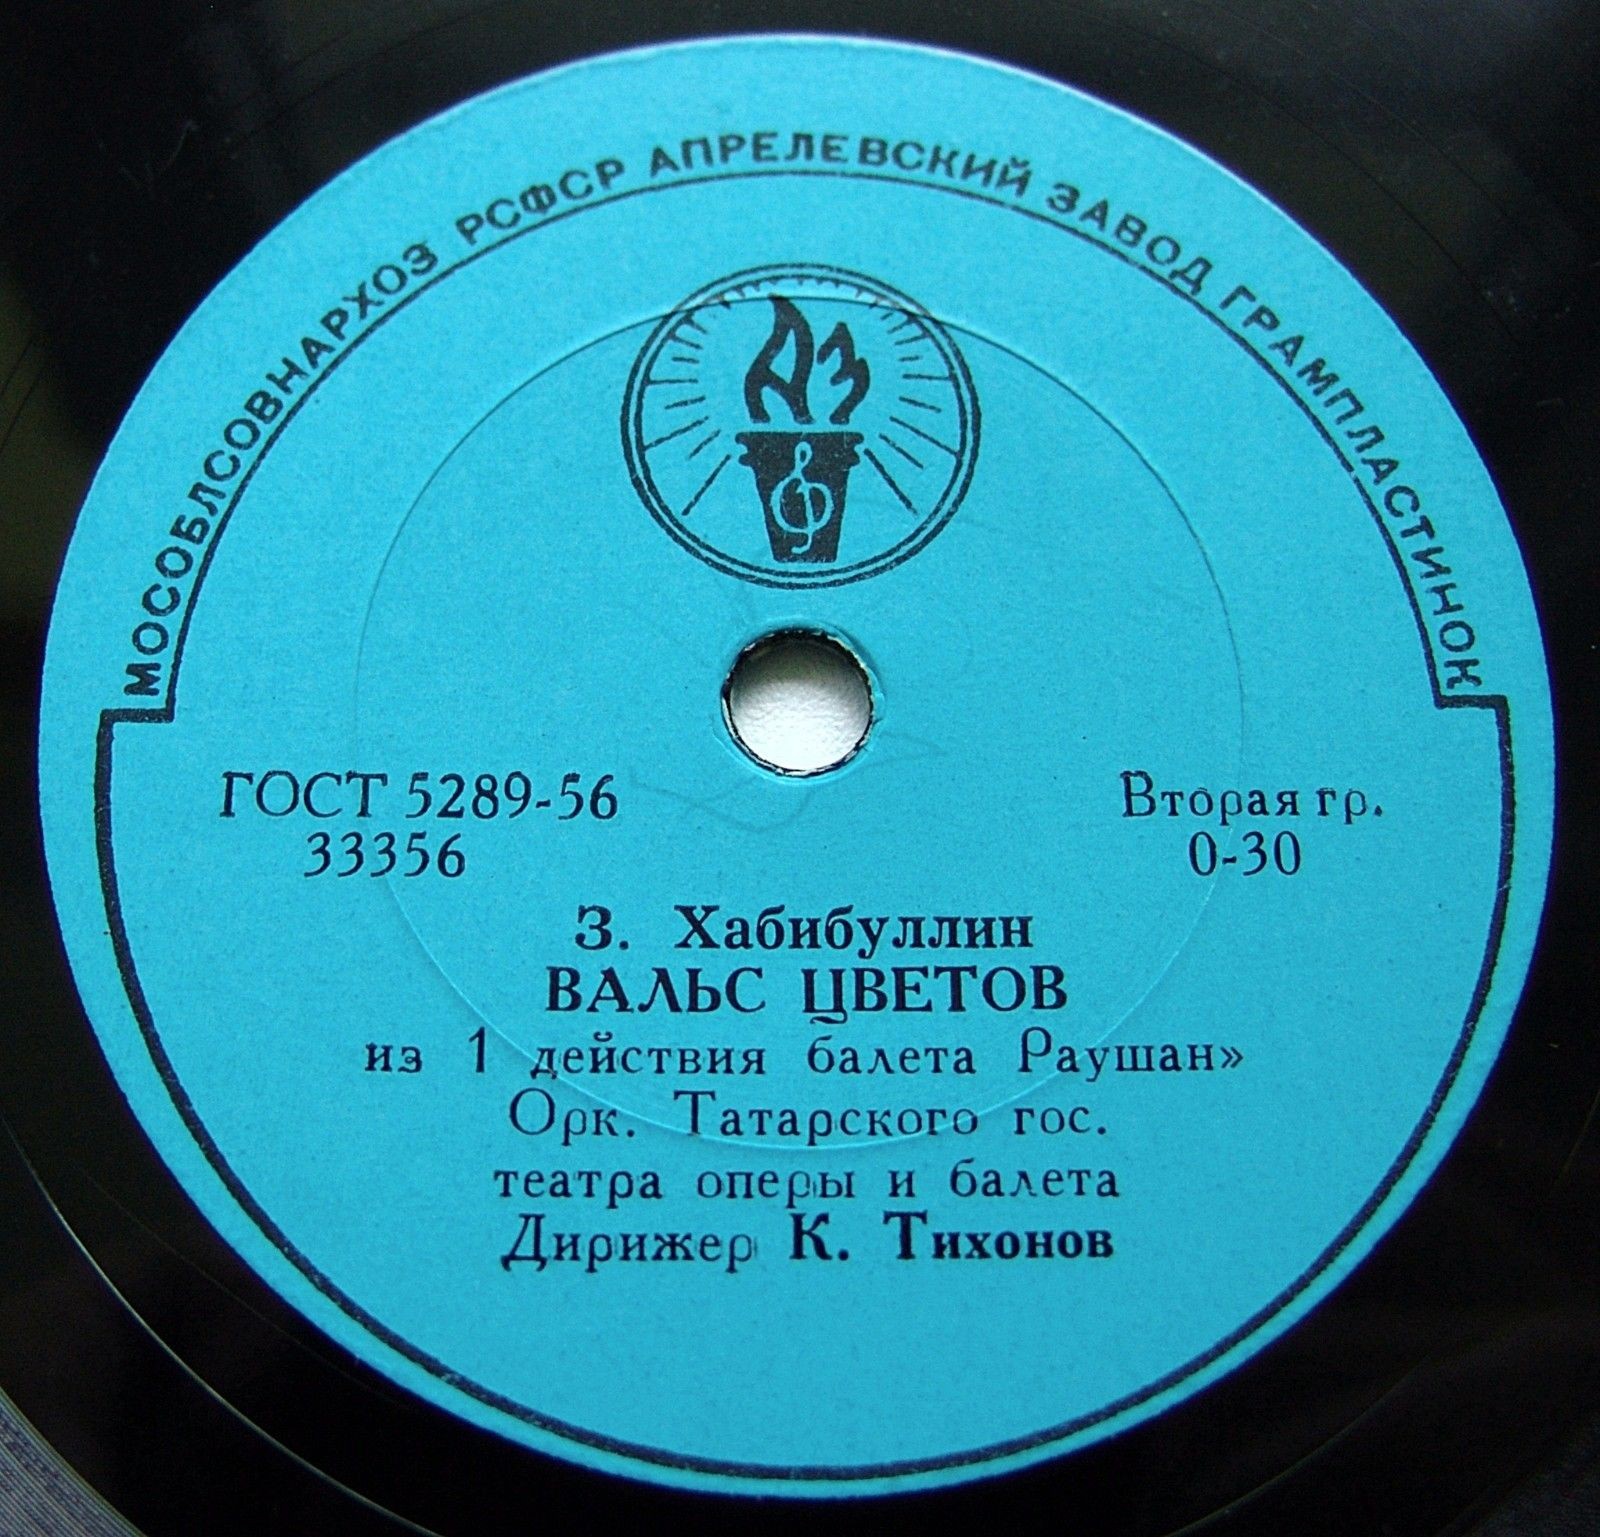 МОСОБЛСОВНАРХОЗ РСФСР АПРЕЛЕВСКИЙ ЗАВОД ГРАМПЛАСТИНОК
АЗ
ГОСТ 5289-56 Вторая гр.
33356 0-30
З. Хабибуллин
ВАЛЬС ЦВЕТОВ
из 1 действия балета Раушан»
Орк. Татарского гос.
театра оперы и балета
Дирижер К. Тихонов